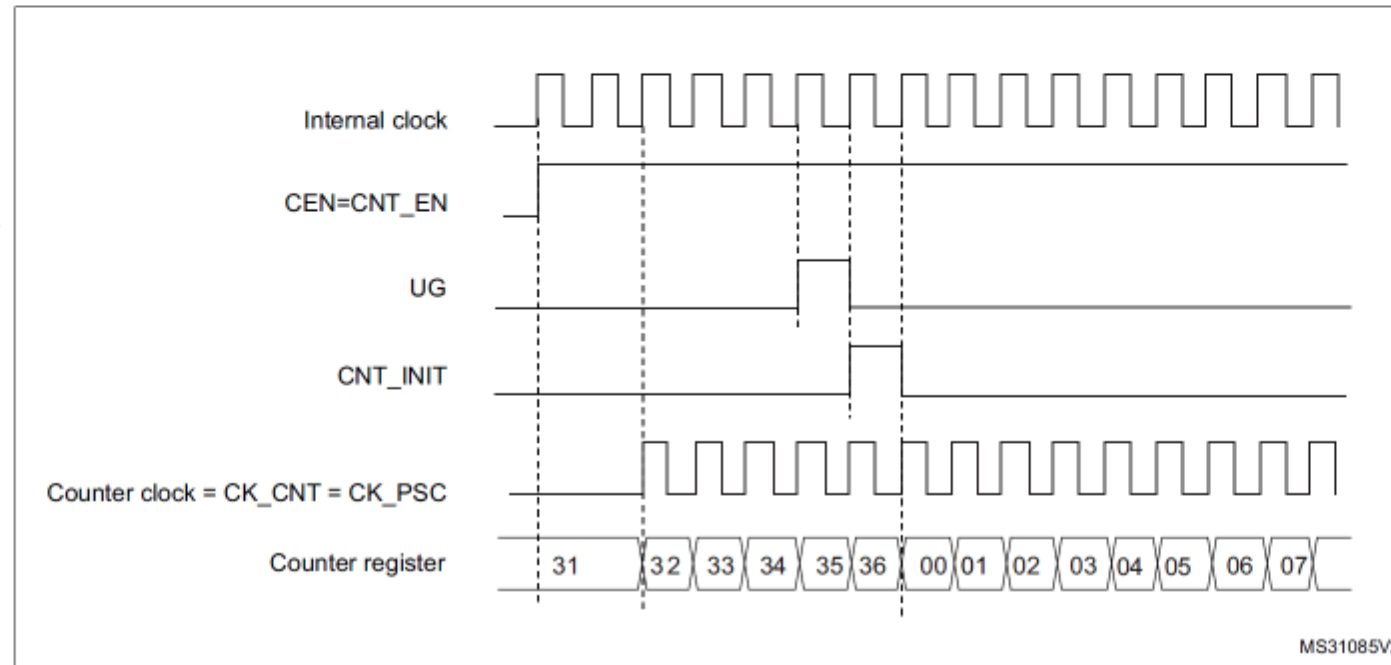 Internal clock
CEN=CNT_EN
UG
CNT_INIT
Counter clock = CK_CNT = CK_PSC
Counter register 31 32 33 34 35 36 00 01 02 03 04 05 06 07